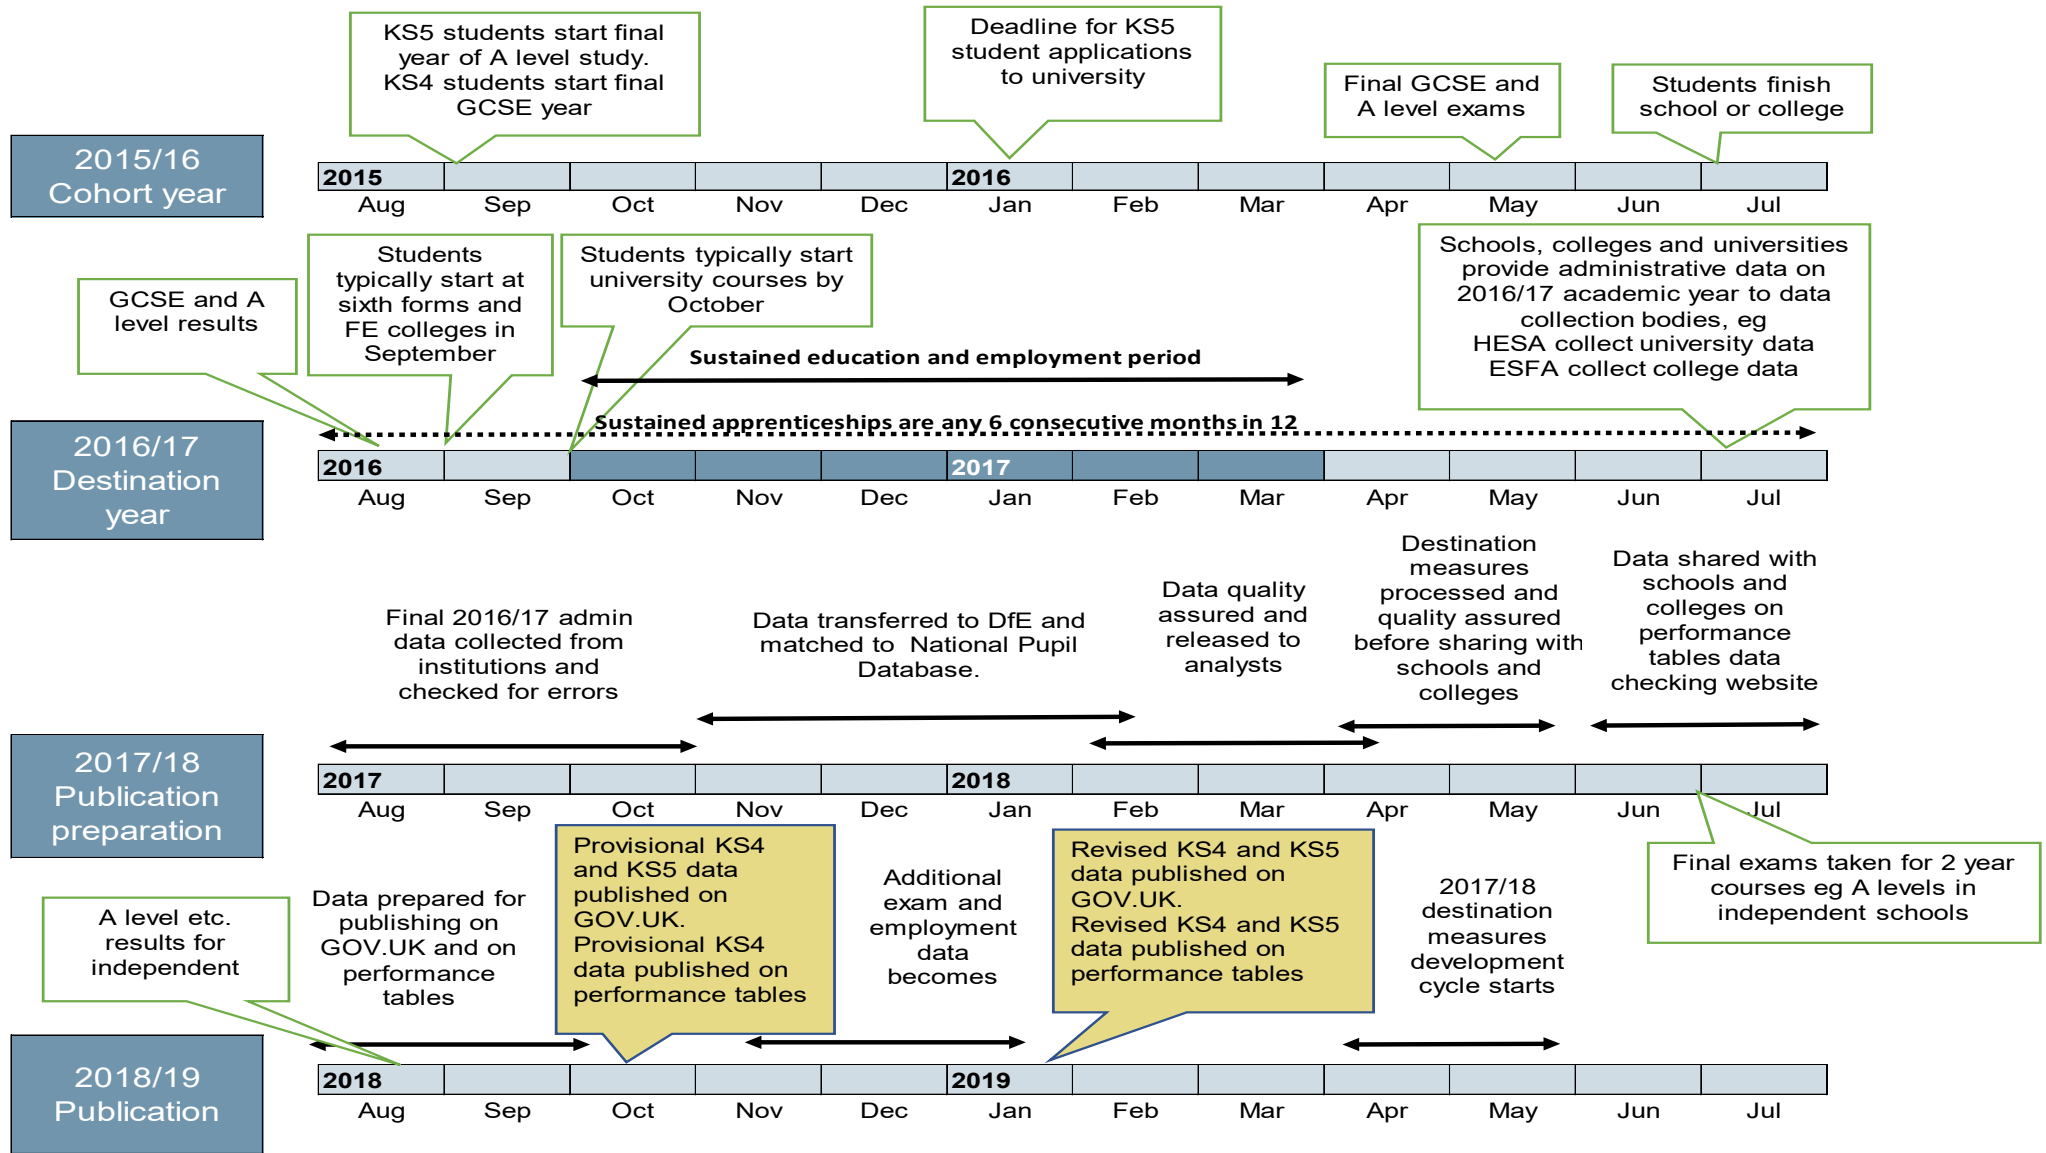 KS5 students start final
year of A level study.
KS4 students start final
GCSE year
Deadline for KS5
student applications
to university
Final GCSE and
A level exams
Students finish
school or college
2015/16
Cohort year
2015
2016
Aug Sep Oct Nov Dec Jan Feb Mar Apr May Jun Jul
GCSE and A
level results
Students
typically start at
sixth forms and
FE colleges in
September
Students typically start
university courses by
October
Schools, colleges and universities
provide administrative data on
2016/17 academic year to data
collection bodies, eg
HESA collect university data
ESFA collect college data
Sustained education and employment period
Sustained apprenticeships are any 6 consecutive months in 12
2016/17
Destination
year
2016
2017
Aug Sep Oct Nov Dec Jan Feb Mar Apr May Jun Jul
Final 2016/17 admin
data collected from
institutions and
checked for errors
Data transferred to DfE and
matched to National Pupil
Database.
Data quality
assured and
released to
analysts
Destination
measures
processed and
quality assured
before sharing with
schools and
colleges
Data shared with
schools and
colleges on
performance
tables data
checking website
2017/18
Publication
preparation
2017
2018
Aug Sep Oct Nov Dec Jan Feb Mar Apr May Jun Jul
A level etc.
results for
independent
Data prepared for
publishing on
GOV.UK and on
performance
tables
Provisional KS4
and KS5 data
published on
GOV.UK.
Provisional KS4
data published on
performance tables
Additional
exam and
employment
data
becomes
Revised KS4 and KS5
data published on
GOV.UK.
Revised KS4 and KS5
data published on
performance tables
2017/18
destination
measures
development
cycle starts
Final exams taken for 2 year
courses eg A levels in
independent schools
2018/19
Publication
2018
2019
Aug Sep Oct Nov Dec Jan Feb Mar Apr May Jun Jul